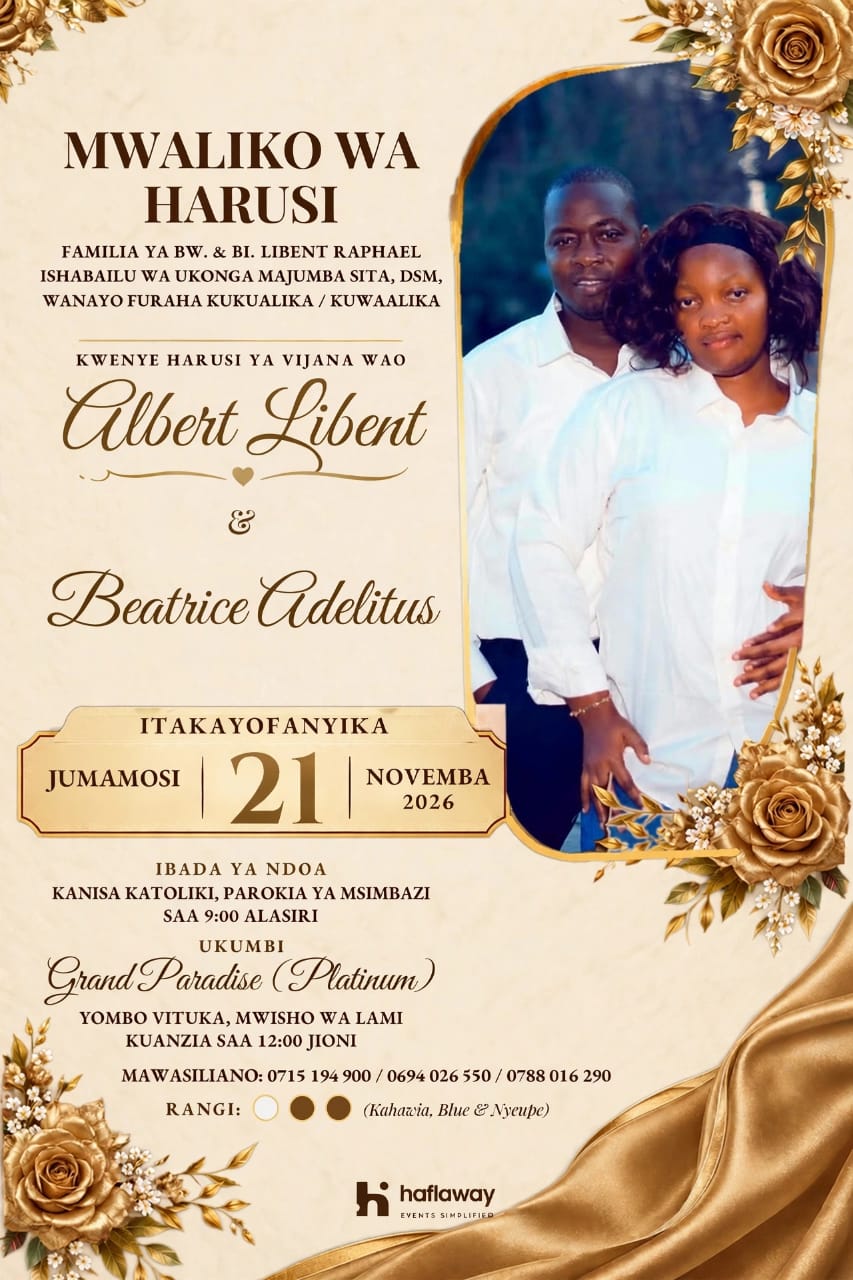 MWALIKO WA
HARUSI
FAMILIA YA BW. & BI. LIBENT RAPHAEL
ISHABAILU WA UKONGA MAJUMBA SITA, DSM,
WANAYO FURAHA KUKUALIKA / KUWAALIKA
KWENYE HARUSI YA VIJANA WAO
Albert Libent
&
Beatrice Adelitus
ITAKAYOFANYIKA
JUMAMOSI
21
NOVEMBA
2026
IBADA YA NDOA
KANISA KATOLIKI, PAROKIA YA MSIMBAZI
SAA 9:00 ALASIRI
UKUMBI
Grand Paradise (Platinum)
YOMBO VITUKA, MWISHO WA LAMI
KUANZIA SAA 12:00 JIONI
MAWASILIANO: 0715 194 900 / 0694 026 550 / 0788 016 290
RANGI: (Kahawia, Blue & Nyeupe)
haflaway
EVENTS SIMPLIFIED